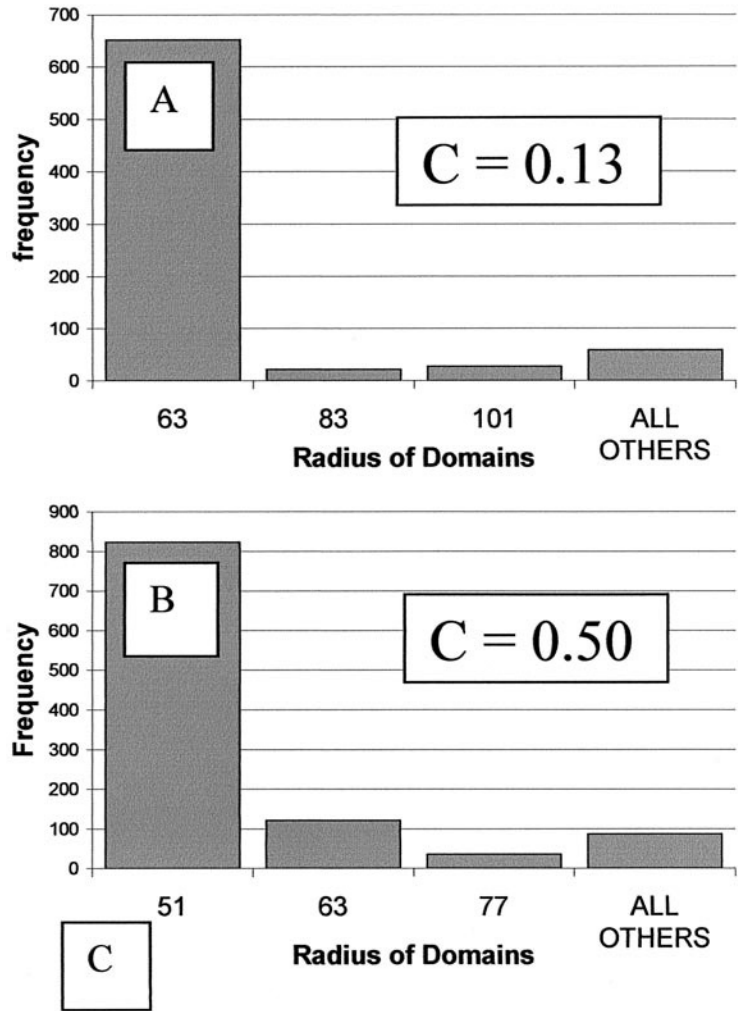 700
600
500
400
300
200
100
0
frequency
A
C = 0.13
63 83 101 ALL
OTHERS
Radius of Domains
900
800
700
600
500
400
300
200
100
0
Frequency
B
C = 0.50
51 63 77 ALL
OTHERS
Radius of Domains
C